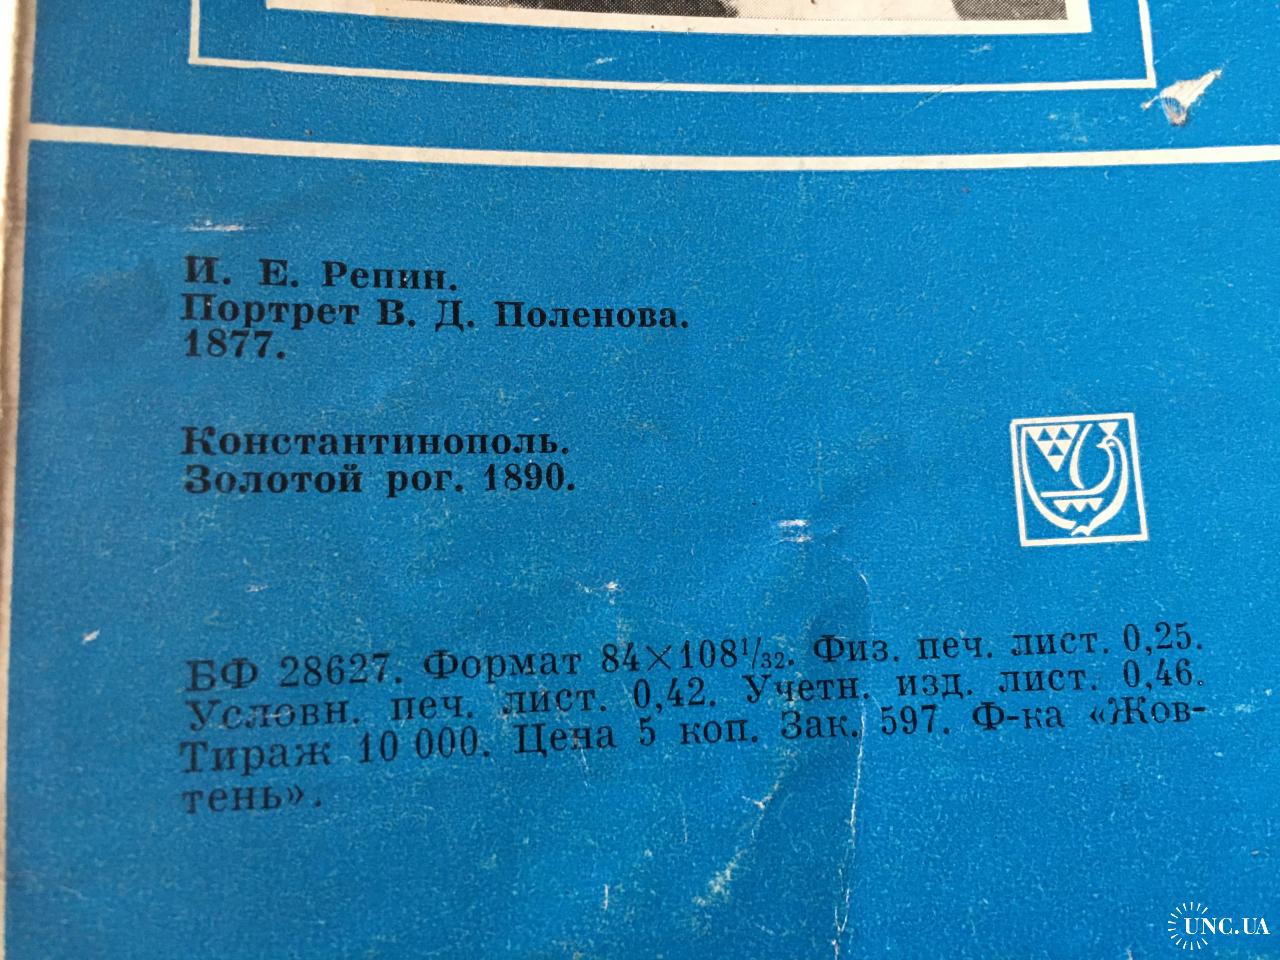 И. Е. Репин.
Портрет В. Д. Поленова.
1877.
Константинополь.
Золотой рог. 1890.
БФ 28627. Формат 84×108¹/₃₂. Физ. печ. лист. 0,25.
Условн. печ. лист. 0,42. Учетн. изд. лист. 0,46.
Тираж 10 000. Цена 5 коп. Зак. 597. Ф-ка «Жов-
тень».
UNC.UA